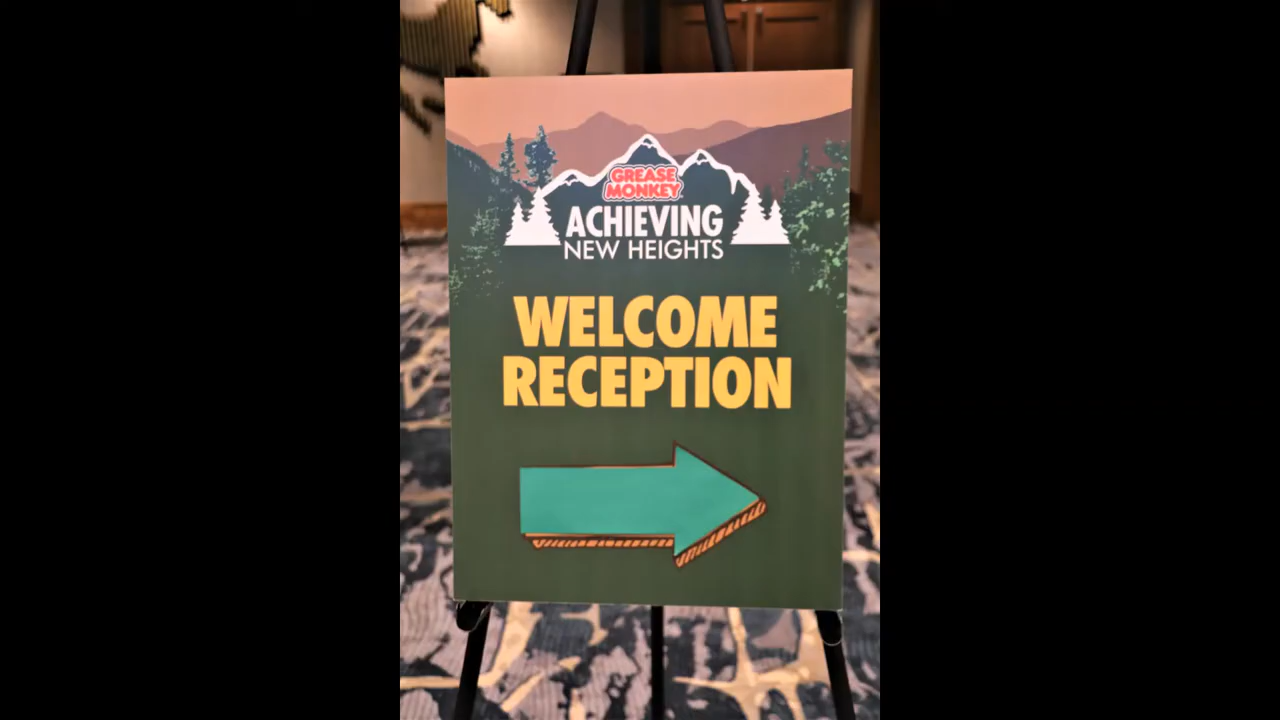 GREASE
MONKEY
ACHIEVING
NEW HEIGHTS
WELCOME
RECEPTION